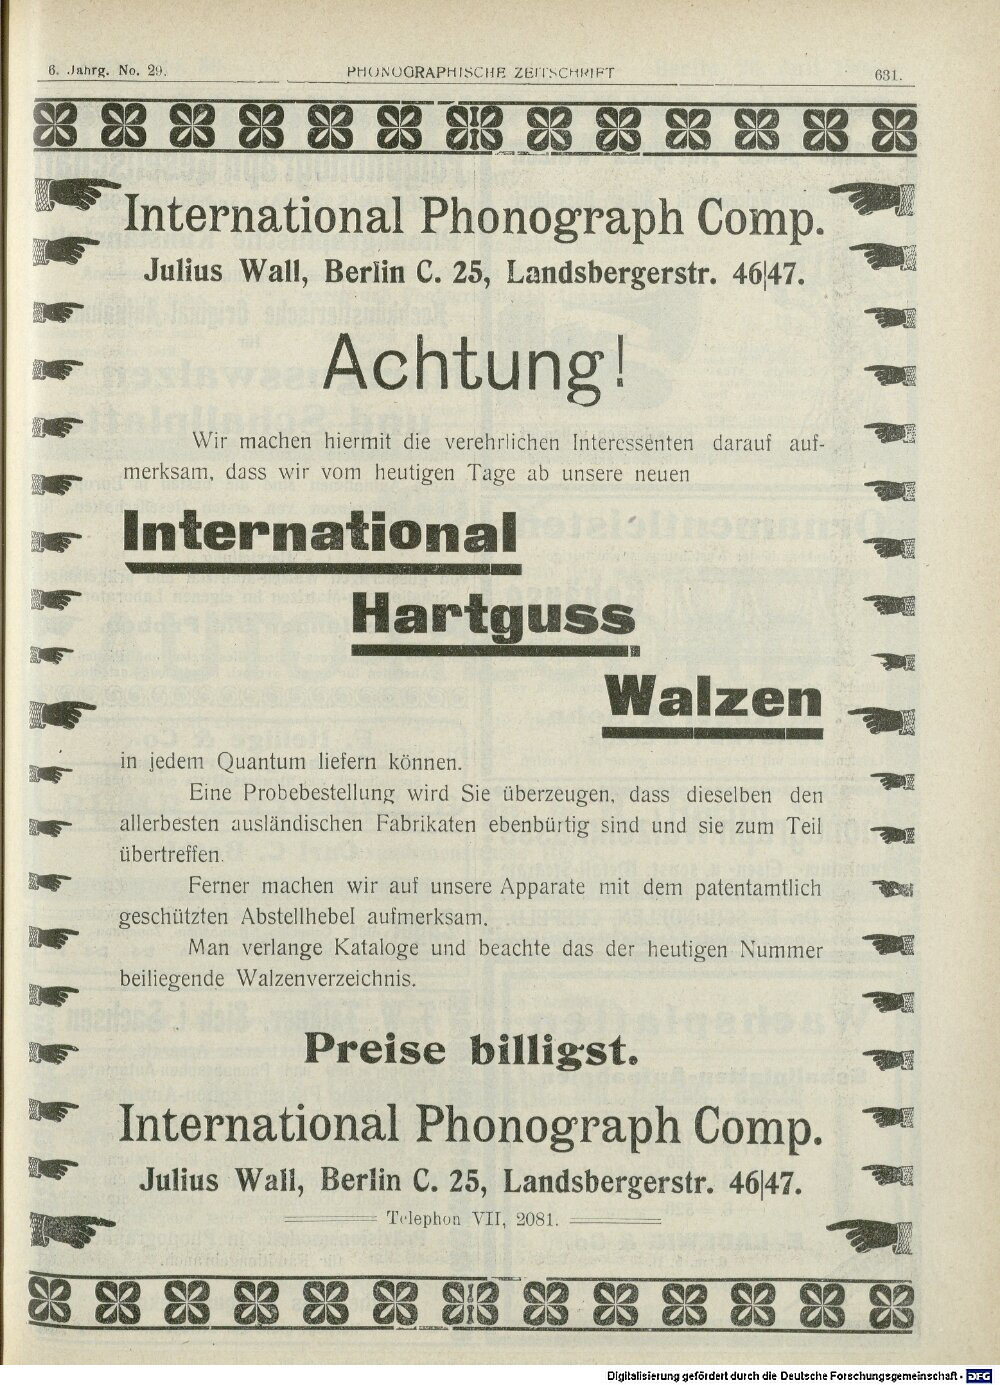 6. Jahrg. No. 29. PHONOGRAPHISCHE ZEITSCHRIFT 631.
International Phonograph Comp.
Julius Wall, Berlin C. 25, Landsbergerstr. 46|47.
Achtung!
Wir machen hiermit die verehrlichen Interessenten darauf auf-
merksam, dass wir vom heutigen Tage ab unsere neuen
International
Hartguss
Walzen
in jedem Quantum liefern können.
Eine Probebestellung wird Sie überzeugen, dass dieselben den
allerbesten ausländischen Fabrikaten ebenbürtig sind und sie zum Teil
übertreffen.
Ferner machen wir auf unsere Apparate mit dem patentamtlich
geschützten Abstellhebel aufmerksam.
Man verlange Kataloge und beachte das der heutigen Nummer
beiliegende Walzenverzeichnis.
Preise billigst.
International Phonograph Comp.
Julius Wall, Berlin C. 25, Landsbergerstr. 46|47.
Telephon VII, 2081.
Digitalisierung gefördert durch die Deutsche Forschungsgemeinschaft - DFG